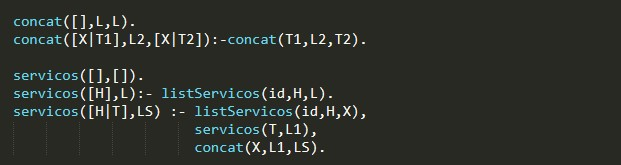 concat([],L,L).
concat([X|T1],L2,[X|T2]):-concat(T1,L2,T2).
servicos([],[]).
servicos([H],L):- listServicos(id,H,L).
servicos([H|T],LS) :- listServicos(id,H,X),
servicos(T,L1),
concat(X,L1,LS).